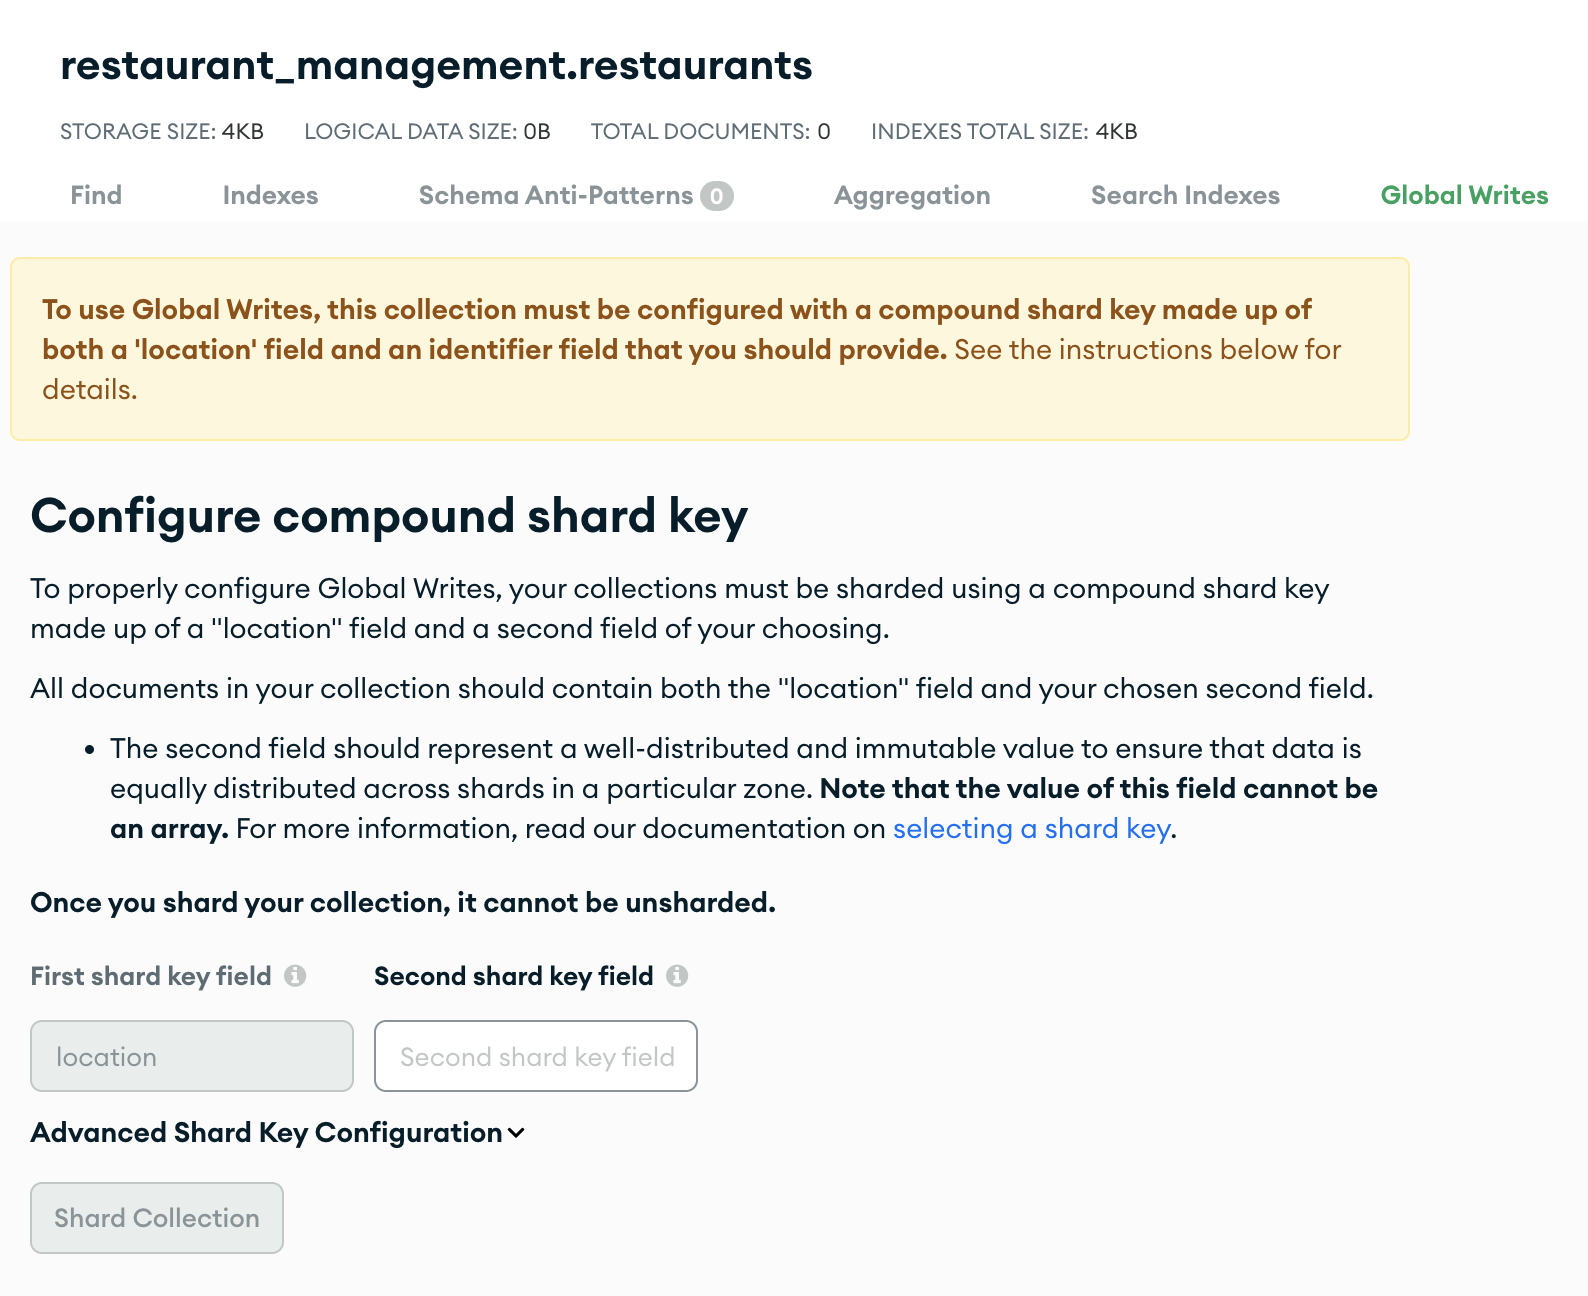 restaurant_management.restaurants
STORAGE SIZE: 4KB LOGICAL DATA SIZE: 0B TOTAL DOCUMENTS: 0 INDEXES TOTAL SIZE: 4KB
Find Indexes Schema Anti-Patterns 0 Aggregation Search Indexes Global Writes
To use Global Writes, this collection must be configured with a compound shard key made up of
both a 'location' field and an identifier field that you should provide. See the instructions below for
details.
Configure compound shard key
To properly configure Global Writes, your collections must be sharded using a compound shard key
made up of a "location" field and a second field of your choosing.
All documents in your collection should contain both the "location" field and your chosen second field.
• The second field should represent a well-distributed and immutable value to ensure that data is
equally distributed across shards in a particular zone. Note that the value of this field cannot be
an array. For more information, read our documentation on selecting a shard key.
Once you shard your collection, it cannot be unsharded.
First shard key field Second shard key field
location Second shard key field
Advanced Shard Key Configuration
Shard Collection